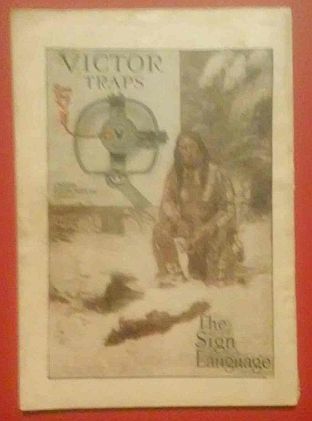 VICTOR
TRAPS
The
Sign
Language